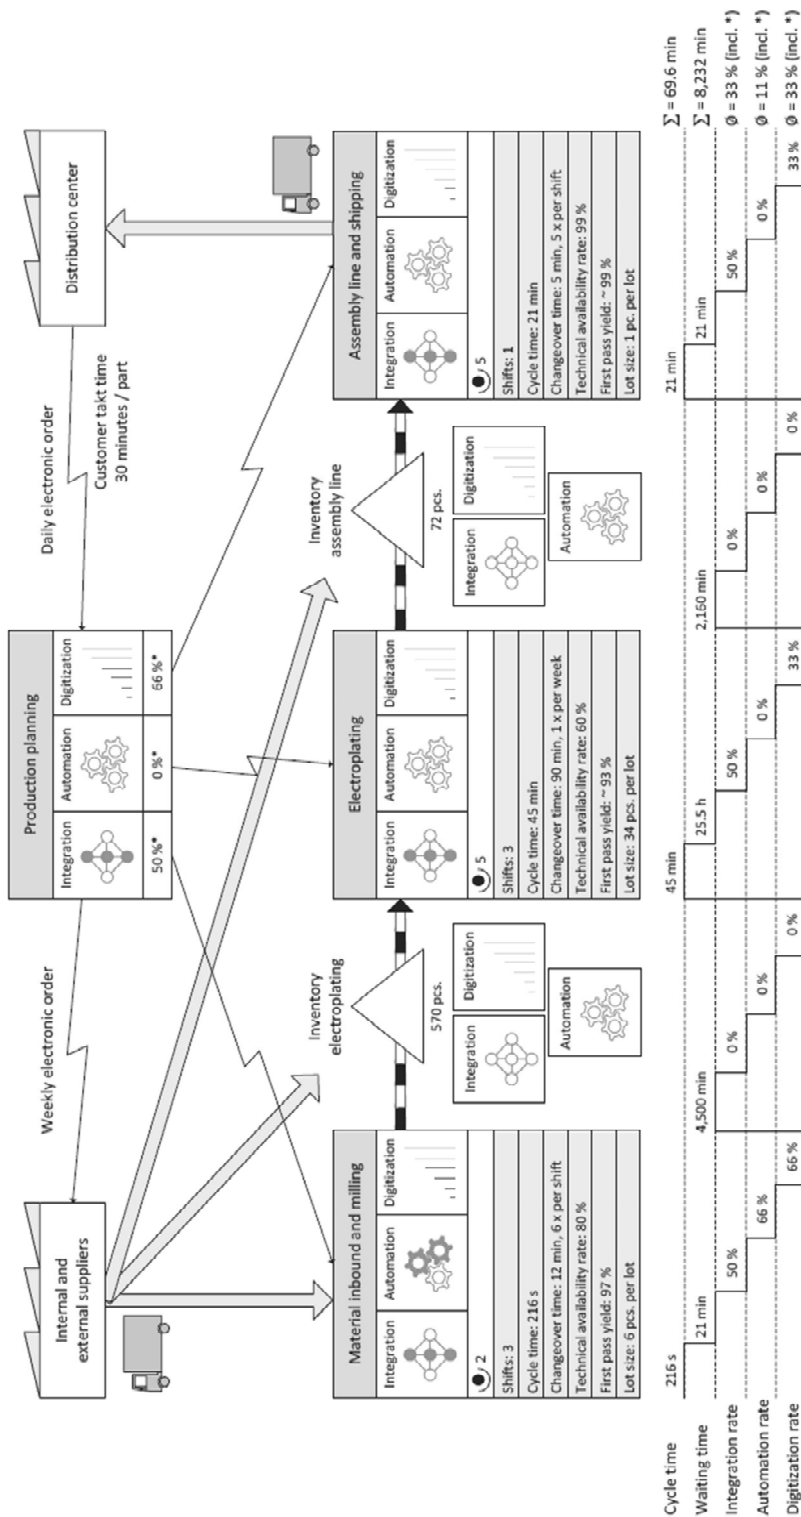 Internal and
external suppliers
Weekly electronic order
Production planning
Integration
Automation
Digitization
50 %*
0 %*
66 %*
Daily electronic order
Customer takt time
30 minutes / part
Distribution center
Material inbound and milling
Integration
Automation
Digitization
2
Shifts: 3
Cycle time: 216 s
Changeover time: 12 min, 6 x per shift
Technical availability rate: 80 %
First pass yield: 97 %
Lot size: 6 pcs. per lot
Inventory
electroplating
570 pcs.
Integration
Digitization
Automation
Electroplating
Integration
Automation
Digitization
5
Shifts: 3
Cycle time: 45 min
Changeover time: 90 min, 1 x per week
Technical availability rate: 60 %
First pass yield: ~ 93 %
Lot size: 34 pcs. per lot
Inventory
assembly line
72 pcs.
Integration
Digitization
Automation
Assembly line and shipping
Integration
Automation
Digitization
5
Shifts: 1
Cycle time: 21 min
Changeover time: 5 min, 5 x per shift
Technical availability rate: 99 %
First pass yield: ~ 99 %
Lot size: 1 pc. per lot
Cycle time 216 s 45 min 21 min Σ = 69.6 min
Waiting time 21 min 4,500 min 25.5 h 2,160 min 21 min Σ = 8,232 min
Integration rate 50 % 0 % 50 % 0 % 50 % Ø = 33 % (incl. *)
Automation rate 66 % 0 % 0 % 0 % 0 % Ø = 11 % (incl. *)
Digitization rate 66 % 0 % 33 % 0 % 33 % Ø = 33 % (incl. *)